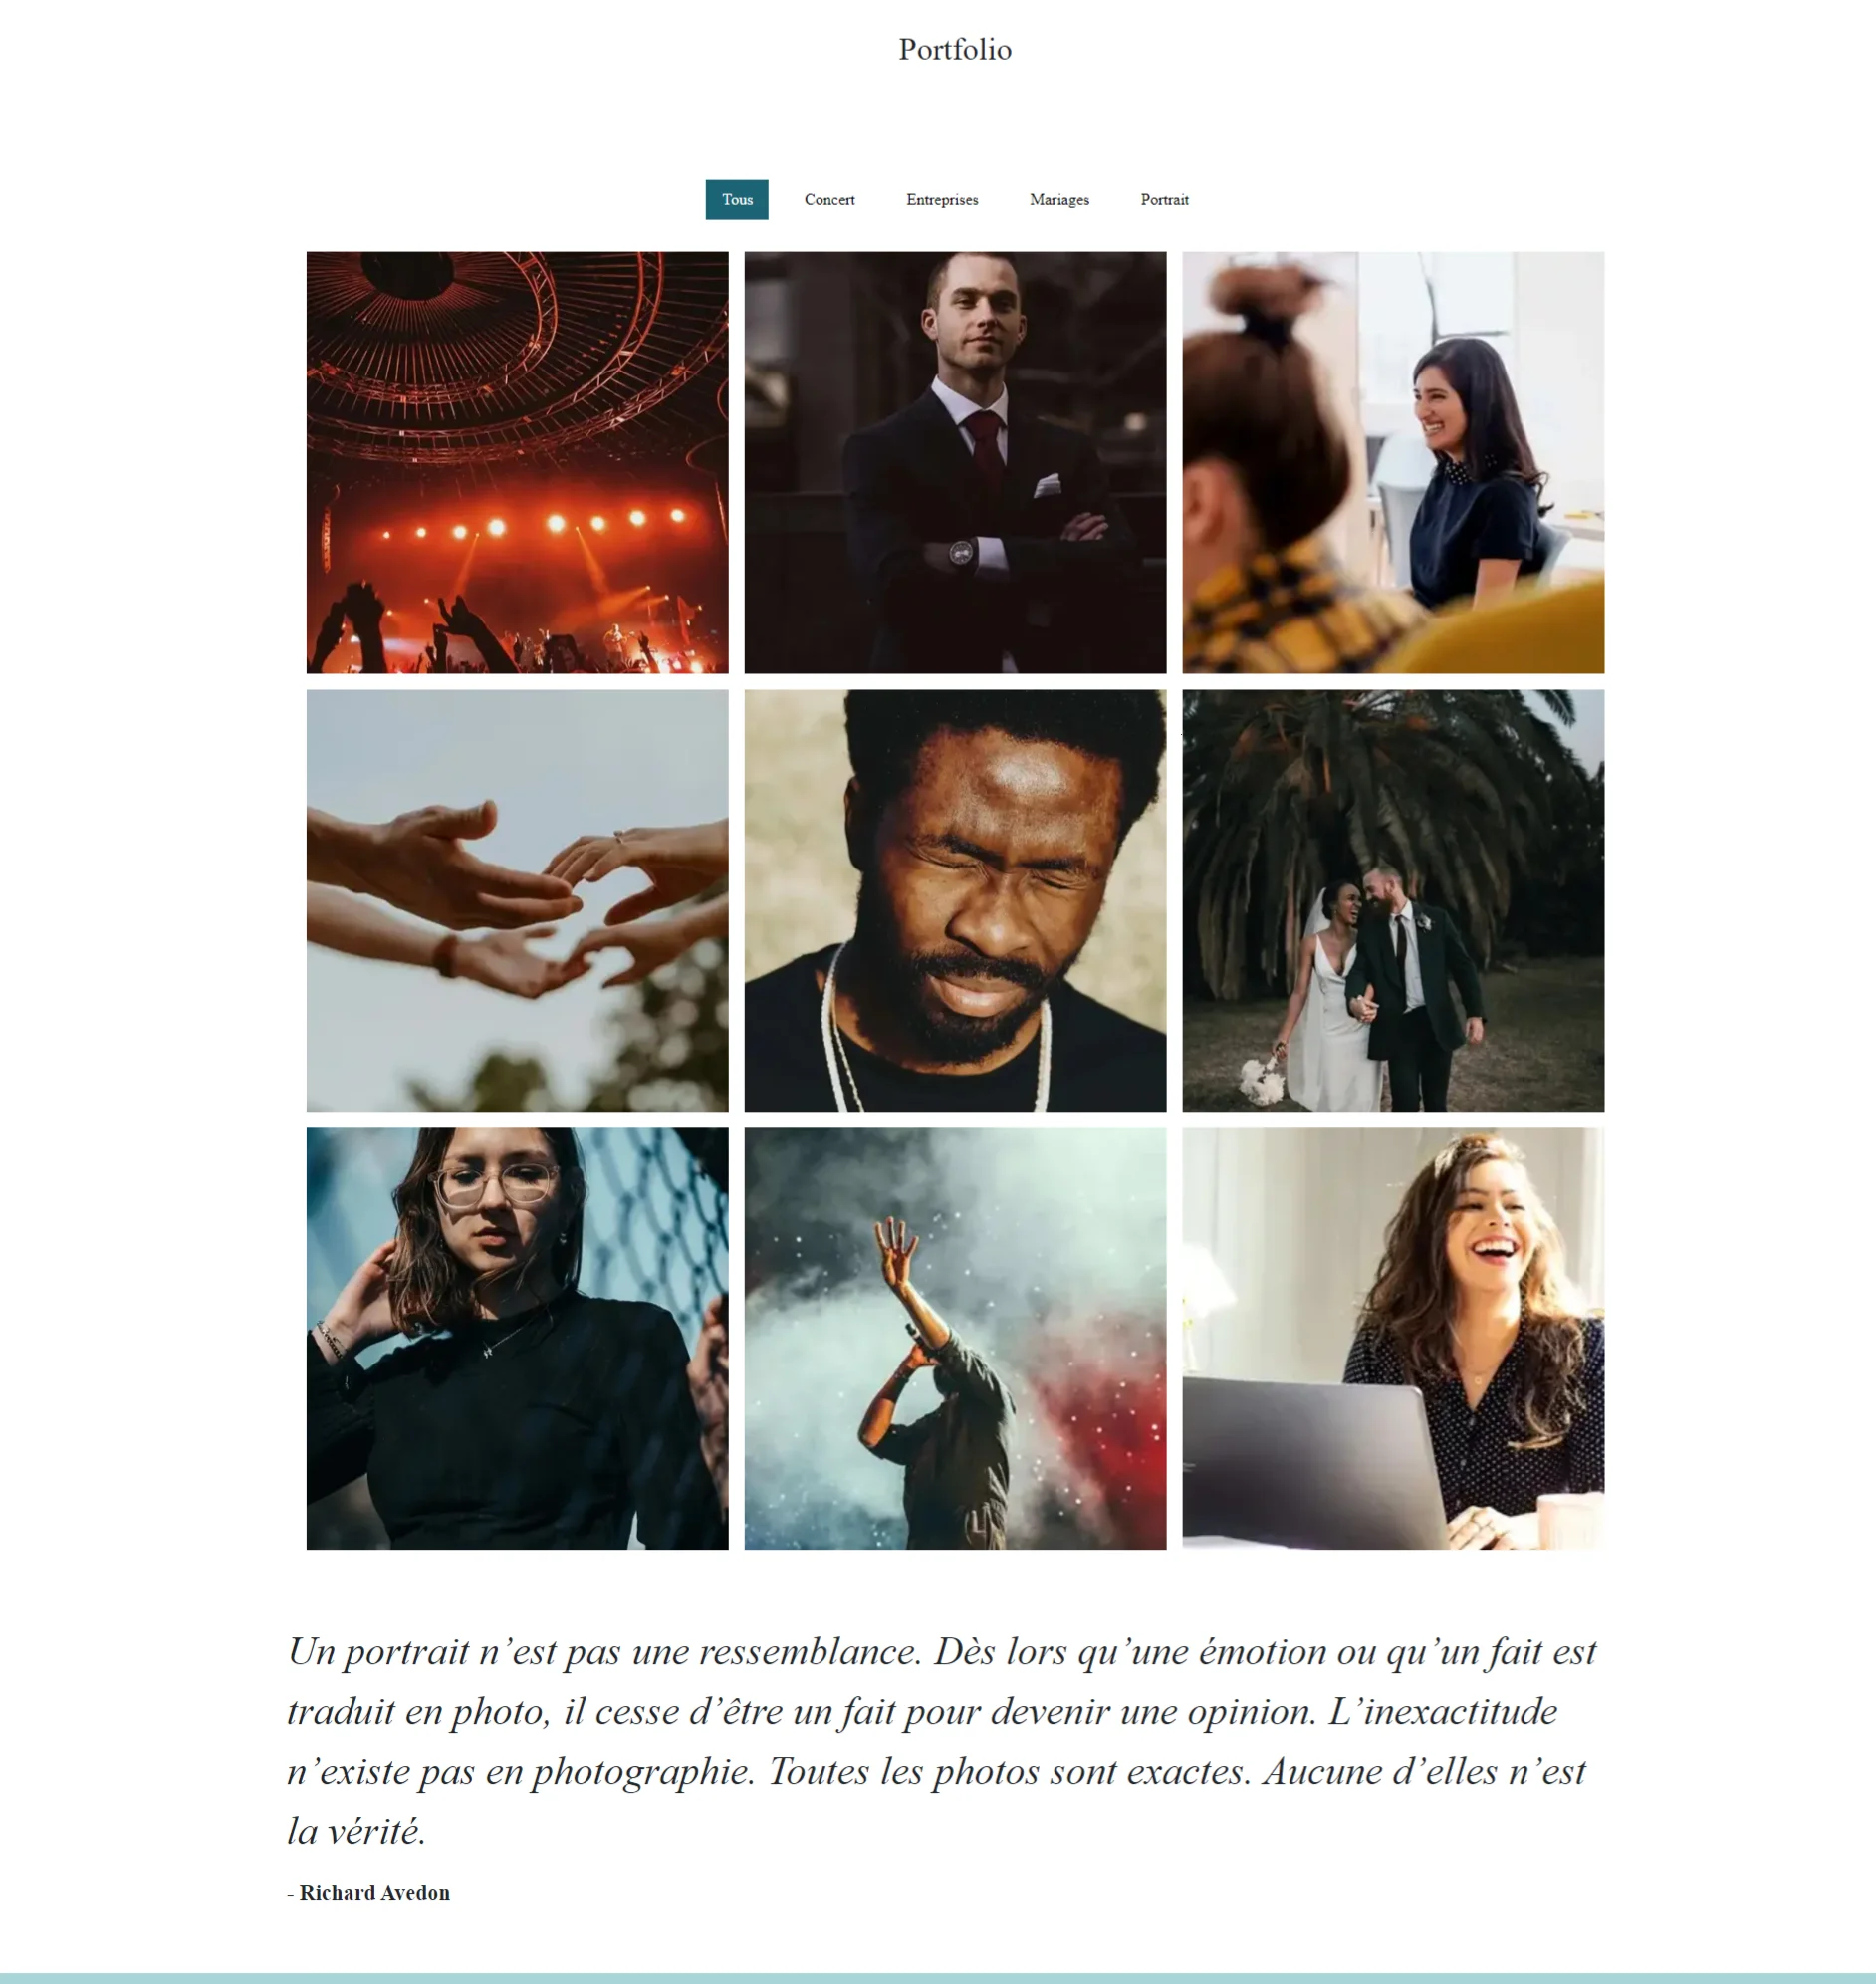 Portfolio
Tous Concert Entreprises Mariages Portrait
Un portrait n’est pas une ressemblance. Dès lors qu’une émotion ou qu’un fait est
traduit en photo, il cesse d’être un fait pour devenir une opinion. L’inexactitude
n’existe pas en photographie. Toutes les photos sont exactes. Aucune d’elles n’est
la vérité.
- Richard Avedon